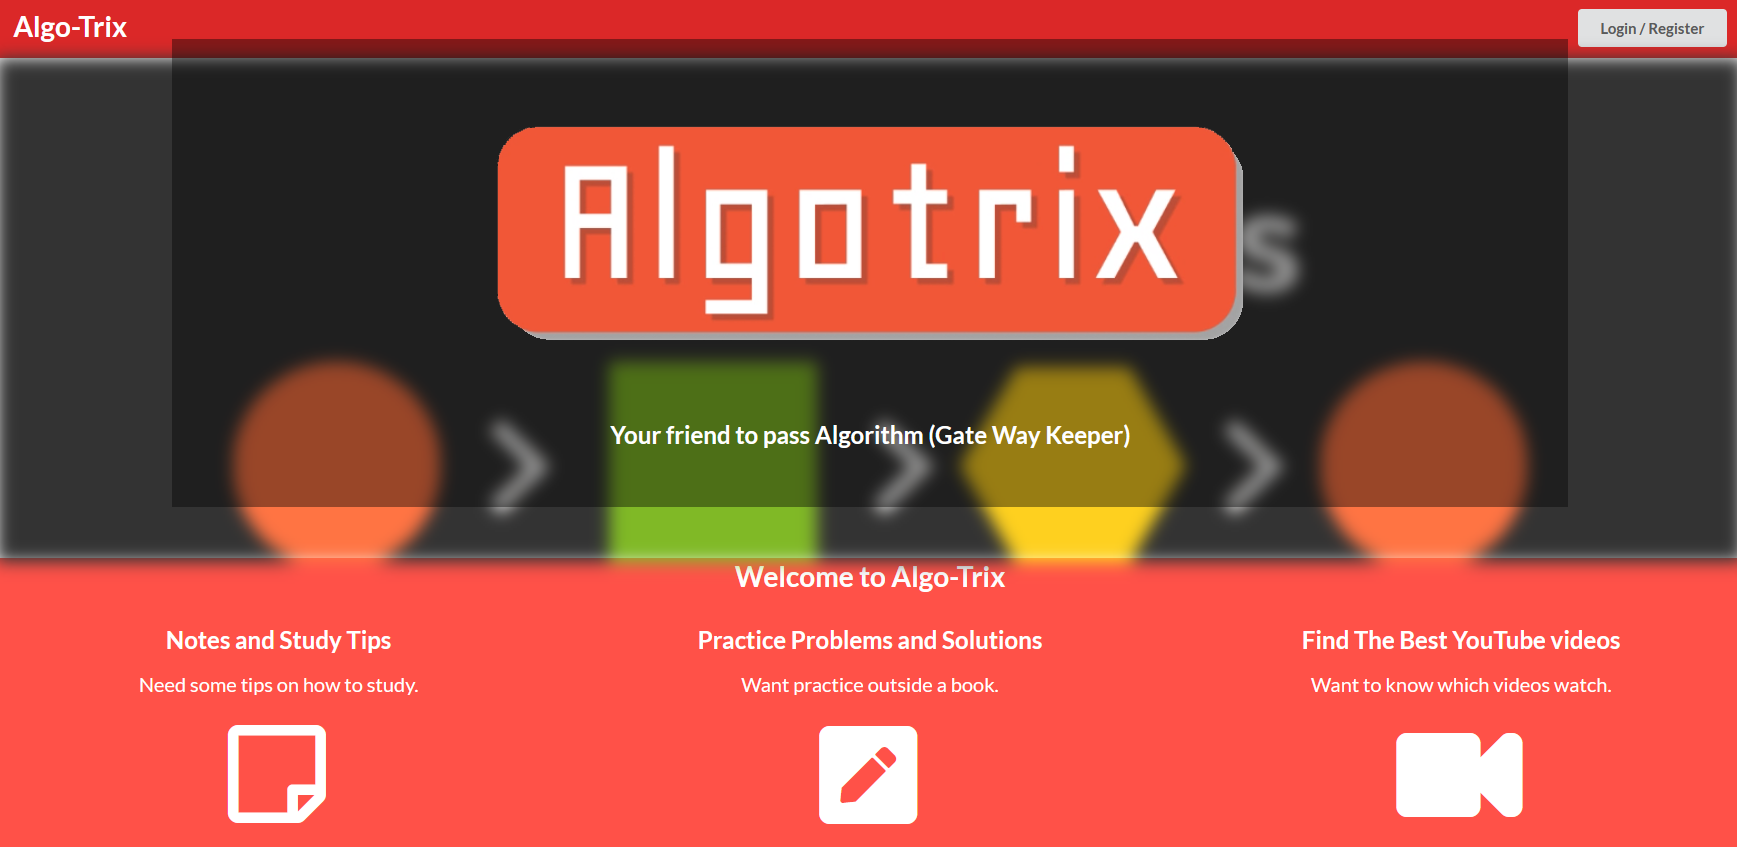 Algo-Trix
Login / Register
Algotrix
s
Your friend to pass Algorithm (Gate Way Keeper)
Welcome to Algo-Trix
Notes and Study Tips
Practice Problems and Solutions
Find The Best YouTube videos
Need some tips on how to study.
Want practice outside a book.
Want to know which videos watch.